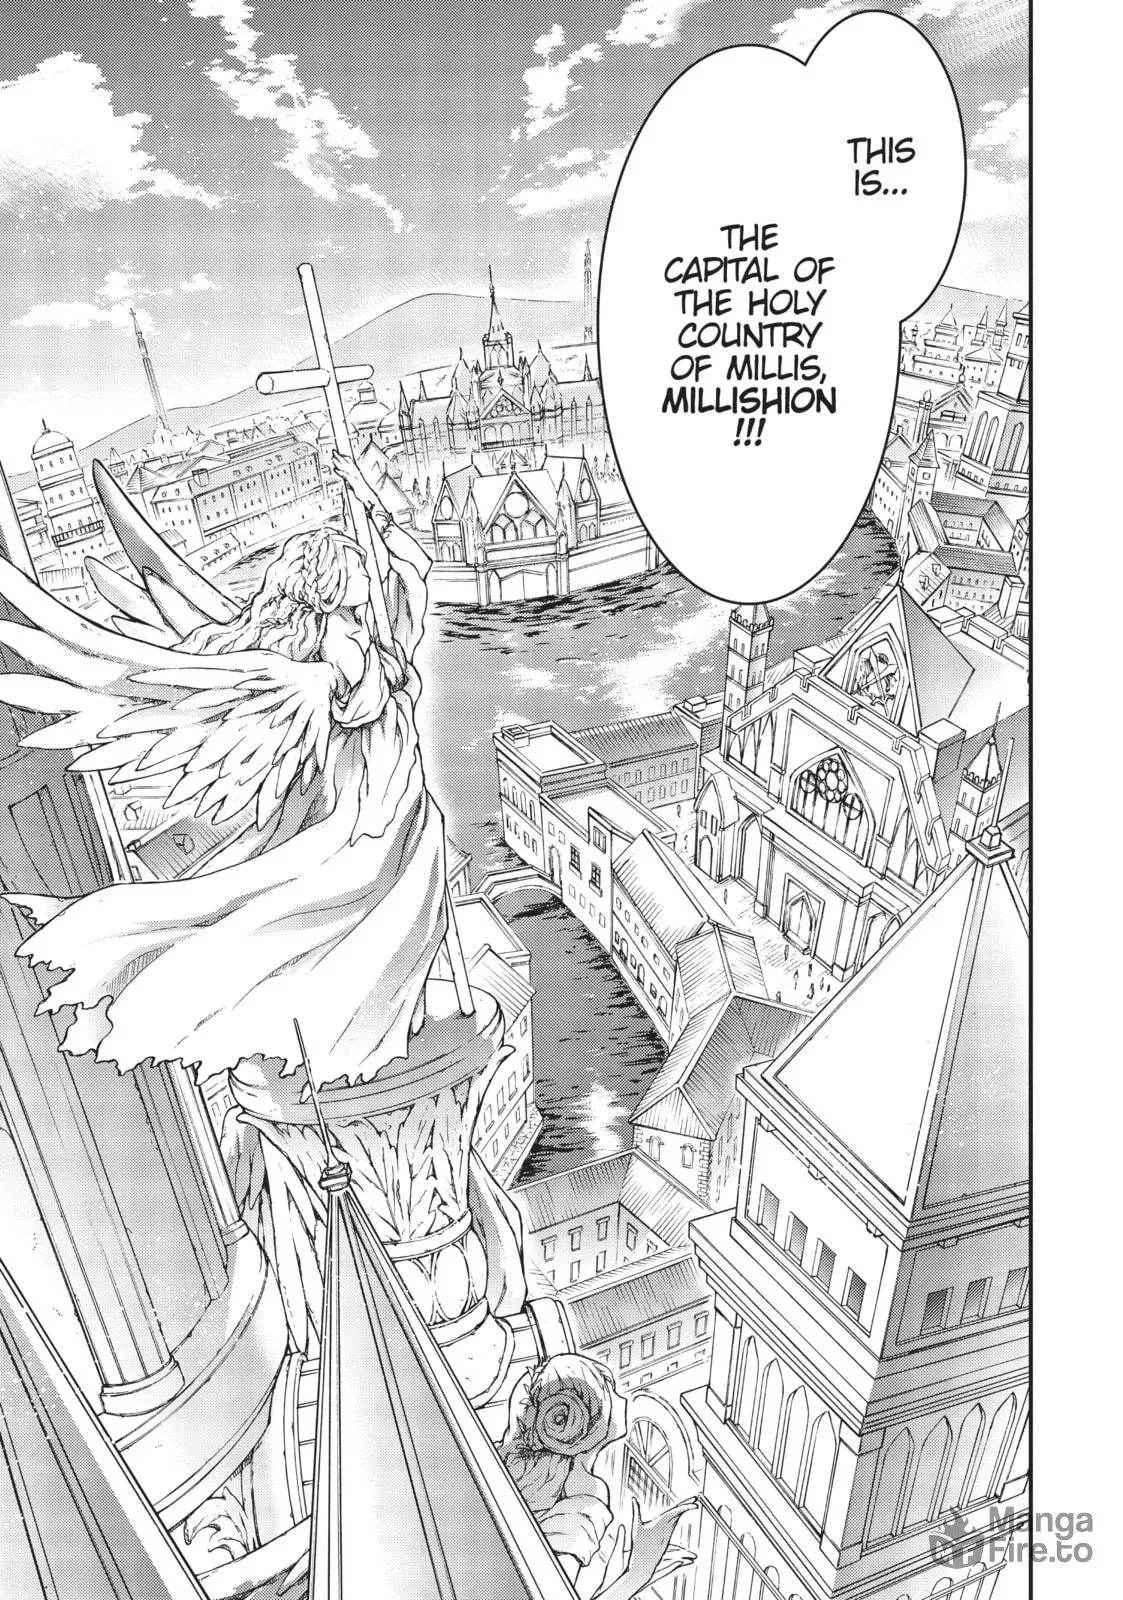 THIS
IS...
THE
CAPITAL OF
THE HOLY
COUNTRY
OF MILLIS,
MILLISHION
!!!
Manga
Fire.to